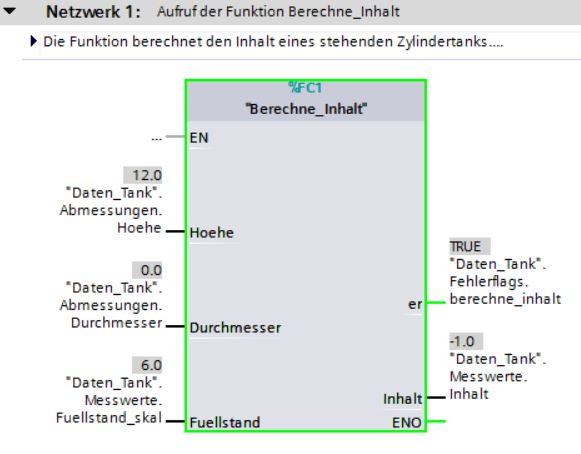 Netzwerk 1: Aufruf der Funktion Berechne_Inhalt
Die Funktion berechnet den Inhalt eines stehenden Zylindertanks....
%FC1
"Berechne_Inhalt"
... EN
12.0
"Daten_Tank".
Abmessungen.
Hoehe Hoehe
0.0
"Daten_Tank".
Abmessungen.
Durchmesser Durchmesser
6.0
"Daten_Tank".
Messwerte.
Fuellstand_skal Fuellstand
TRUE
"Daten_Tank".
Fehlerflags.
er berechne_inhalt
-1.0
"Daten_Tank".
Messwerte.
Inhalt Inhalt
ENO